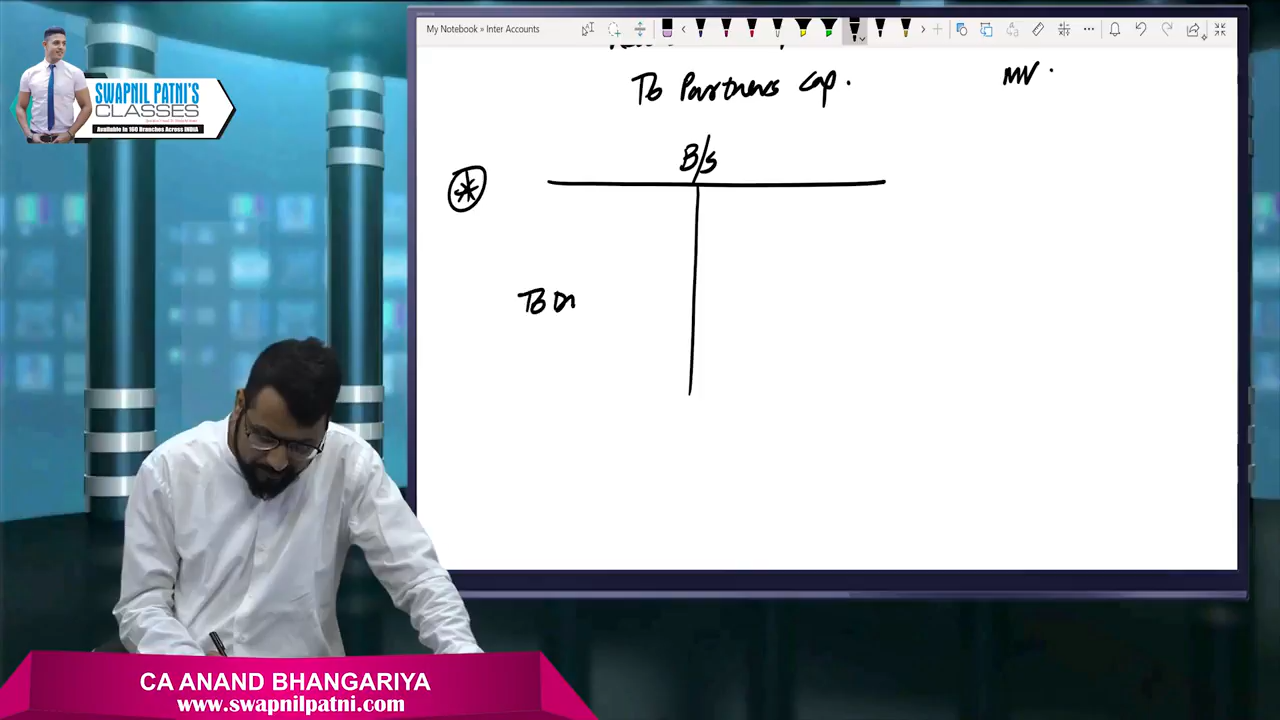 My Notebook » Inter Accounts
To Partners Cap.
MV.
B/S
To Dr
SWAPNIL PATNI'S
CLASSES
Available In 160 Branches Across INDIA
CA ANAND BHANGARIYA
www.swapnilpatni.com